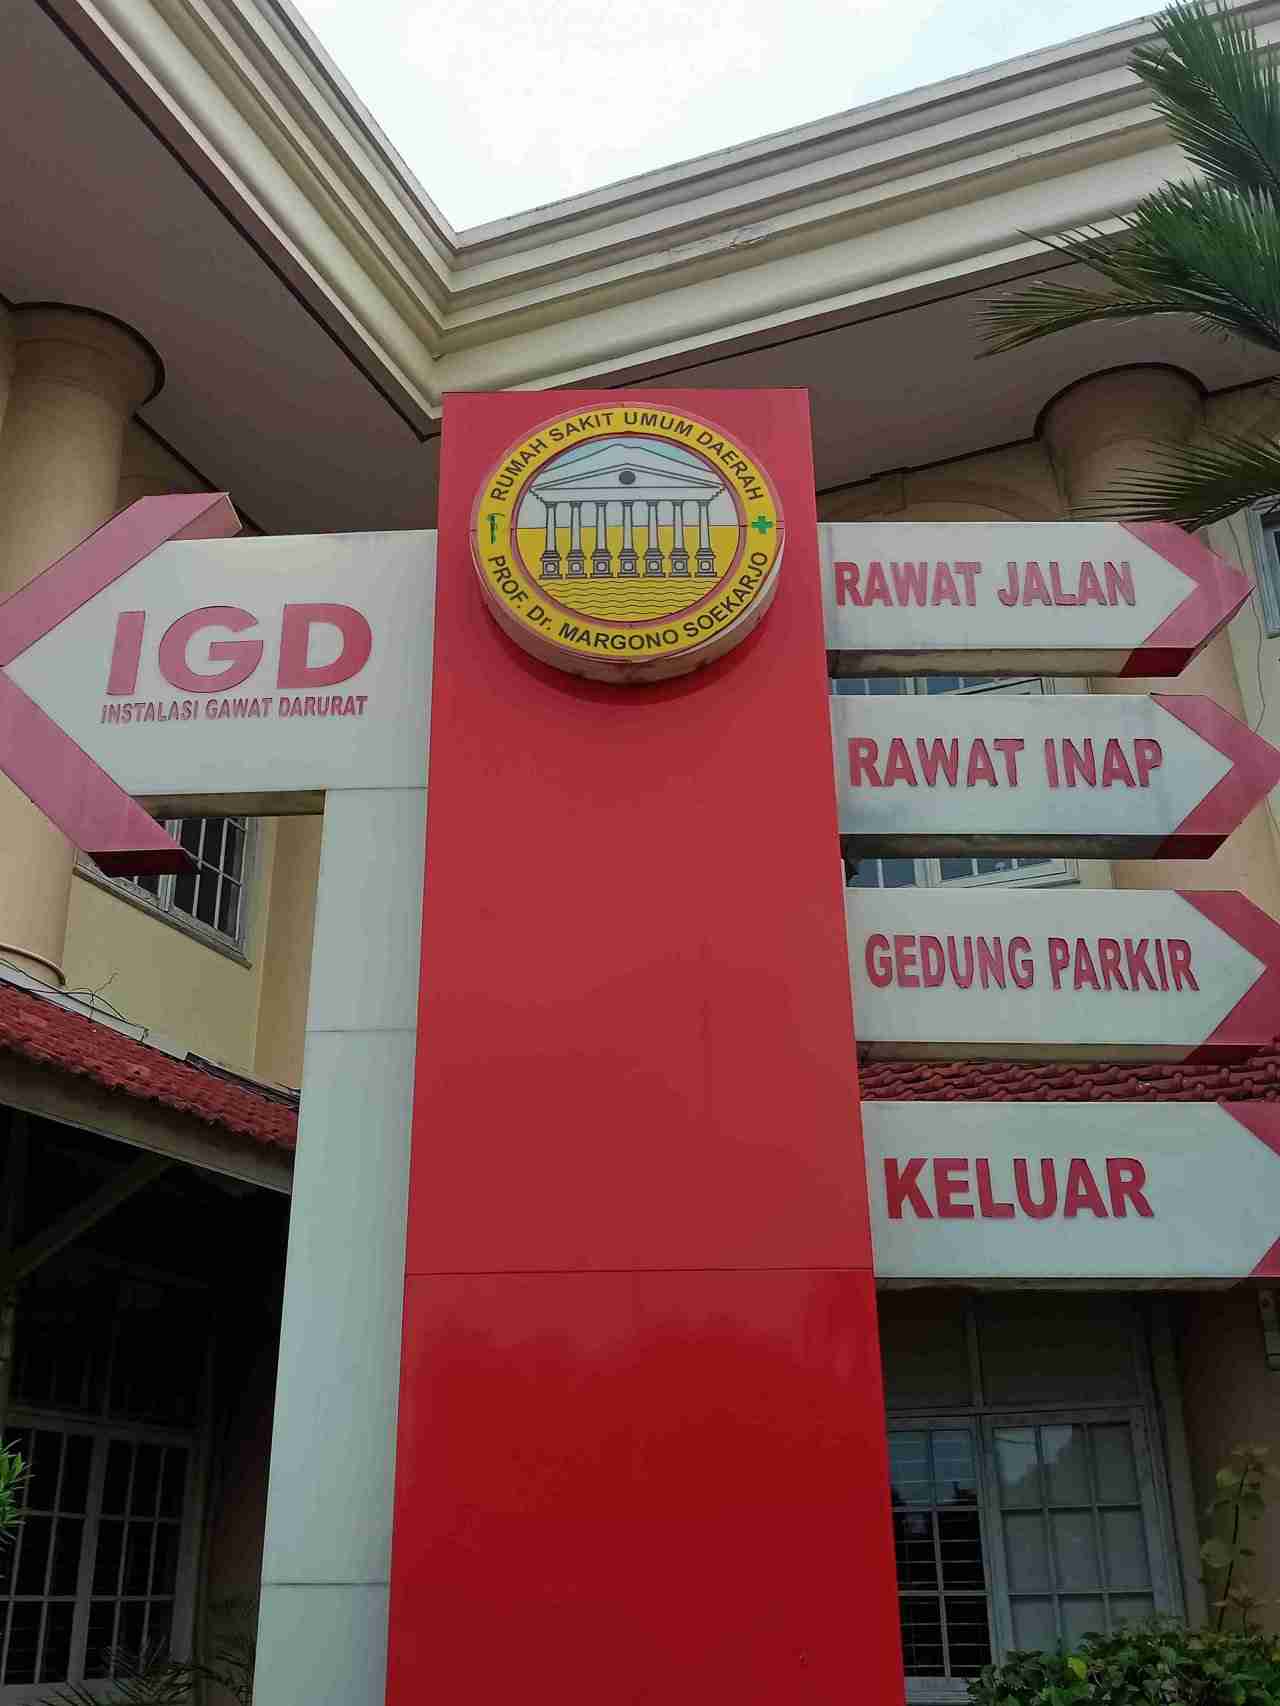 RUMAH SAKIT UMUM DAERAH
PROF. Dr. MARGONO SOEKARJO
IGD
INSTALASI GAWAT DARURAT
RAWAT JALAN
RAWAT INAP
GEDUNG PARKIR
KELUAR